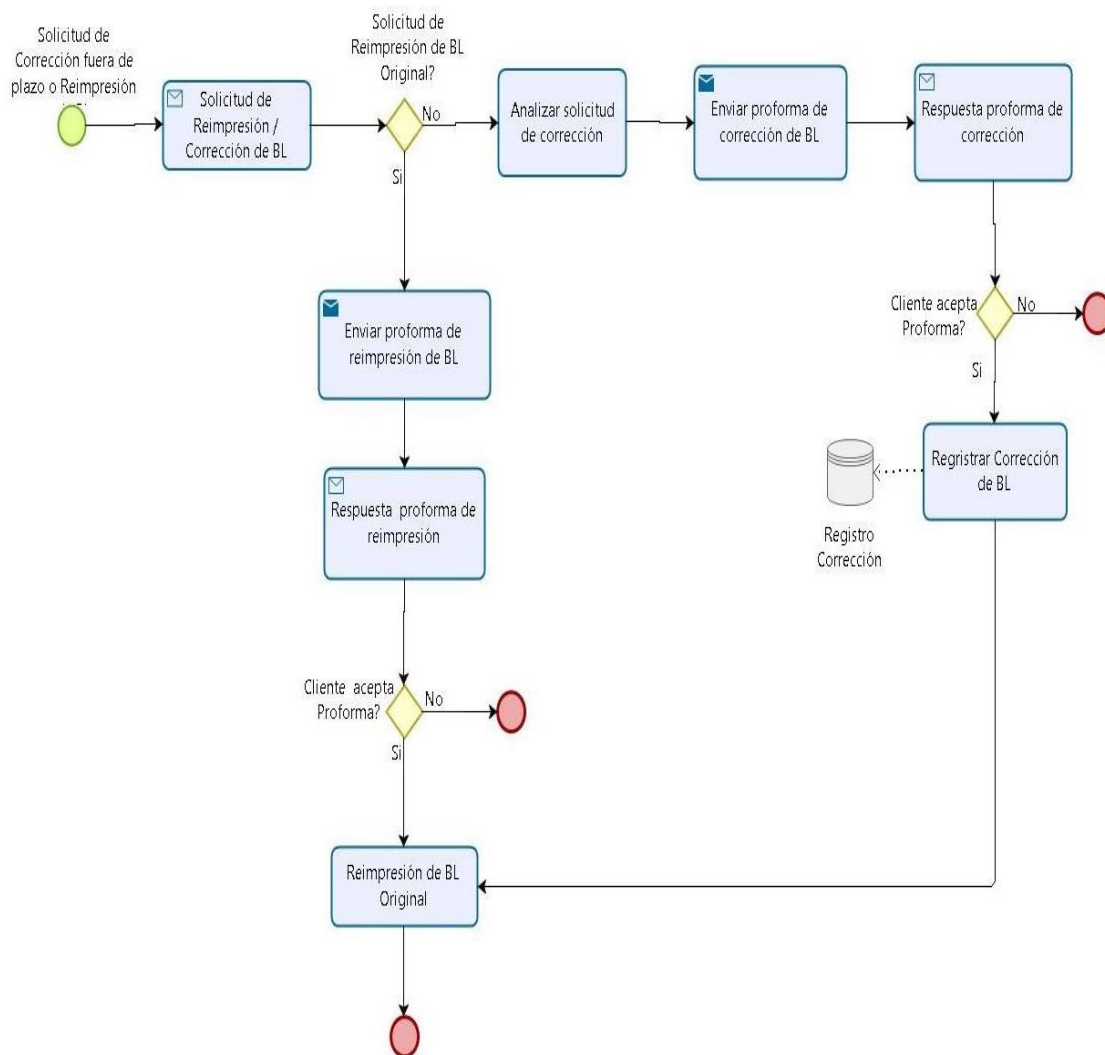 Solicitud de
Corrección fuera de
plazo o Reimpresión
Solicitud de
Reimpresión /
Corrección de BL
Solicitud de
Reimpresión de BL
Original?
No
Si
Analizar solicitud
de corrección
Enviar proforma de
corrección de BL
Respuesta proforma de
corrección
Cliente acepta
Proforma?
No
Si
Regristrar Corrección
de BL
Registro
Corrección
Enviar proforma de
reimpresión de BL
Respuesta proforma de
reimpresión
Cliente acepta
Proforma?
No
Si
Reimpresión de BL
Original